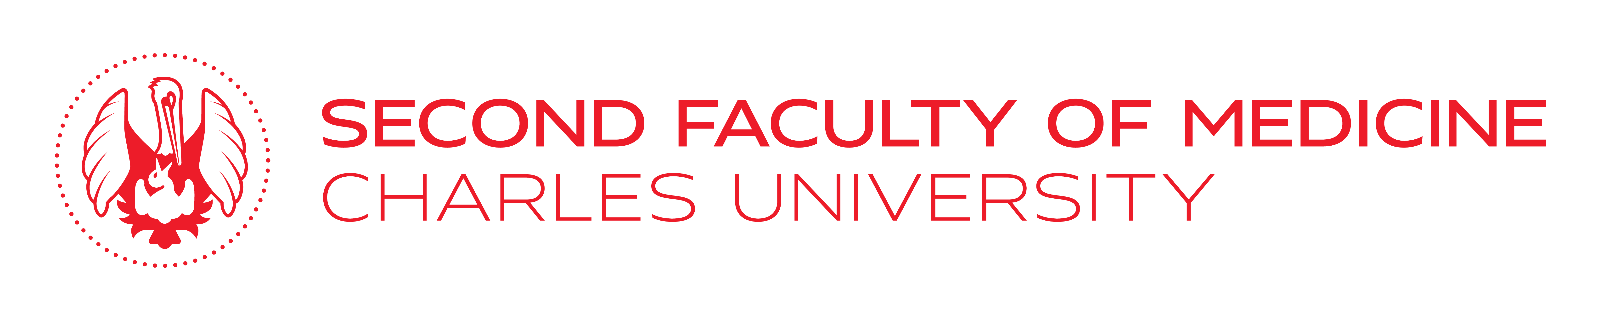 SECOND FACULTY OF MEDICINE
CHARLES UNIVERSITY